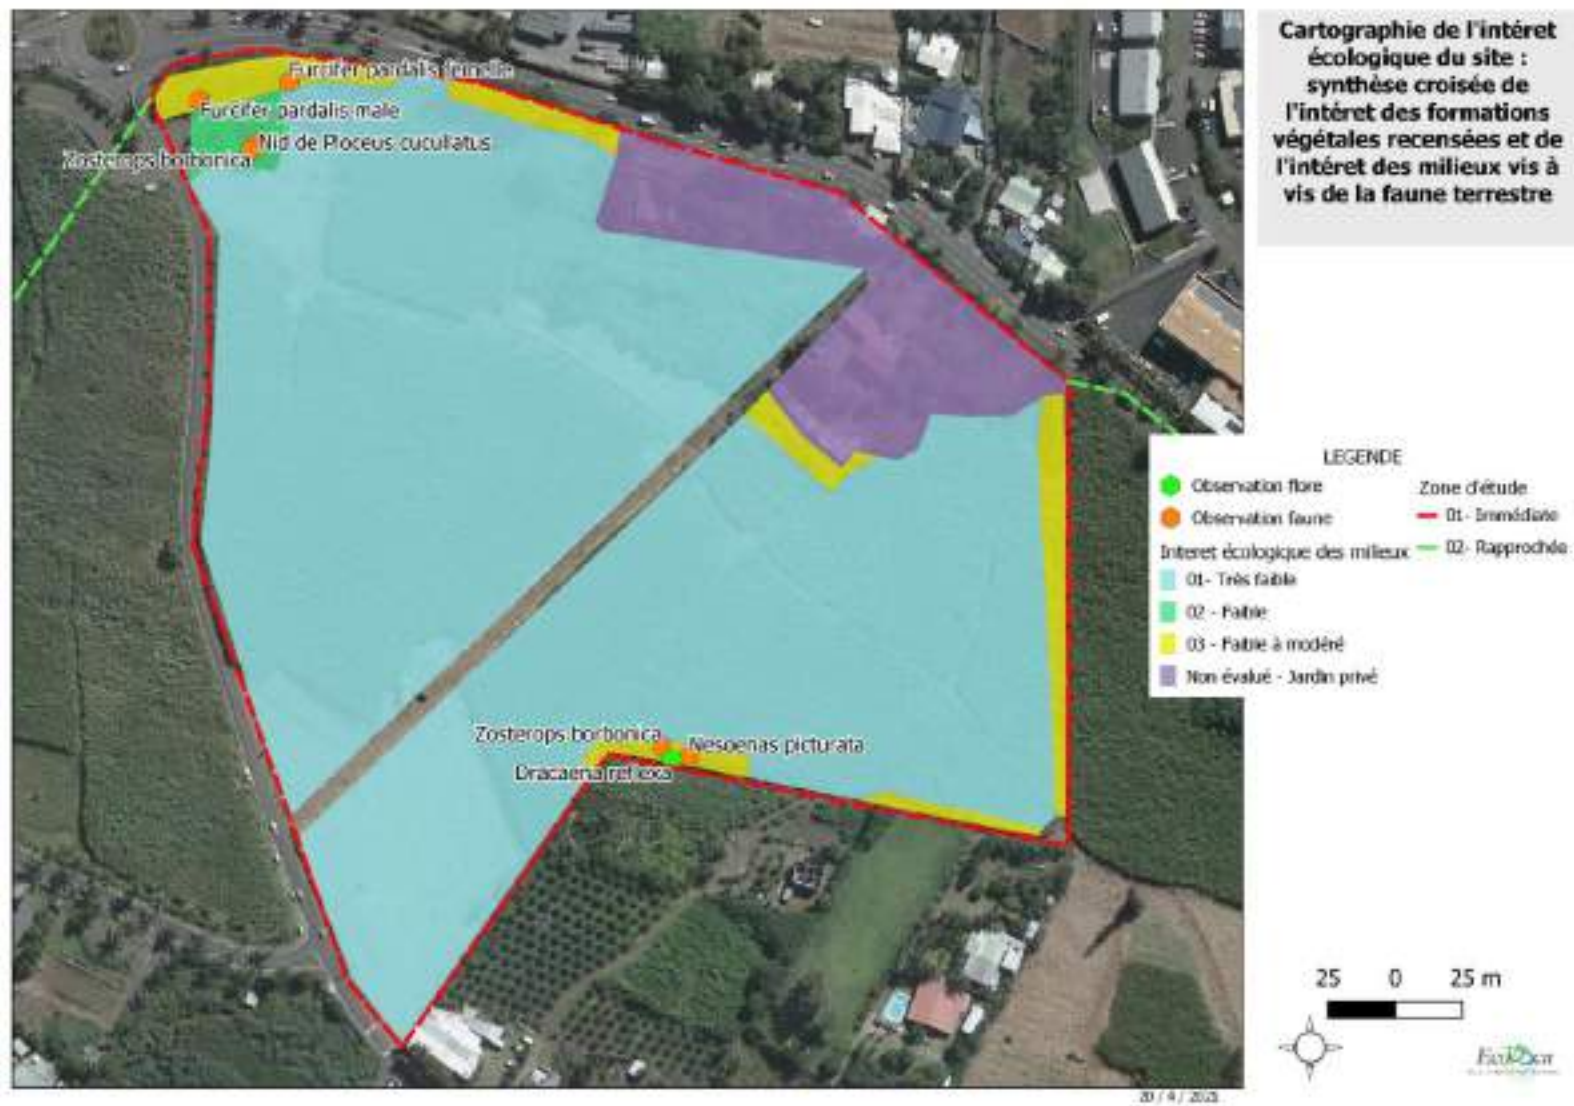 Cartographie de l'intéret
écologique du site :
synthèse croisée de
l'intéret des formations
végétales recensées et de
l'intéret des milieux vis à
vis de la faune terrestre
Furcifer pardalis femelle
Furcifer pardalis male
Nid de Ploceus cucullatus
Zosterops borbonica
Zosterops borbonica
Nesoenas picturata
Dracaena reflexa
LEGENDE
Observation flore
Observation faune
Interet écologique des milieux
01- Très faible
02 - Faible
03 - Faible à modéré
Non évalué - Jardin privé
Zone d'étude
01- Immédiate
02- Rapprochée
25 0 25 m